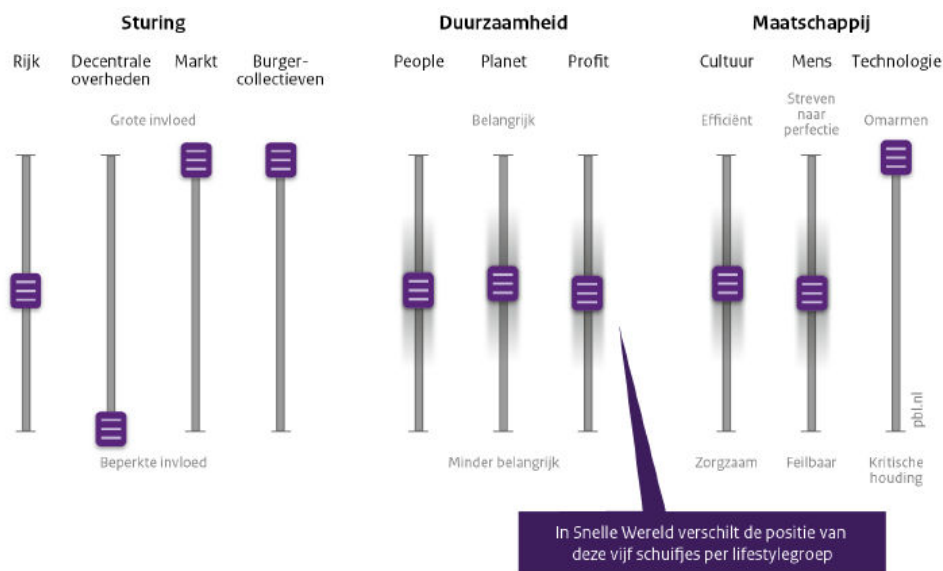 Sturing
Duurzaamheid
Maatschappij
Rijk
Decentrale
overheden
Markt
Burger-
collectieven
People
Planet
Profit
Cultuur
Mens
Technologie
Grote invloed
Belangrijk
Efficiënt
Streven
naar
perfectie
Omarmen
pbl.nl
Beperkte invloed
Minder belangrijk
Zorgzaam
Feilbaar
Kritische
houding
In Snelle Wereld verschilt de positie van
deze vijf schuifjes per lifestylegroep